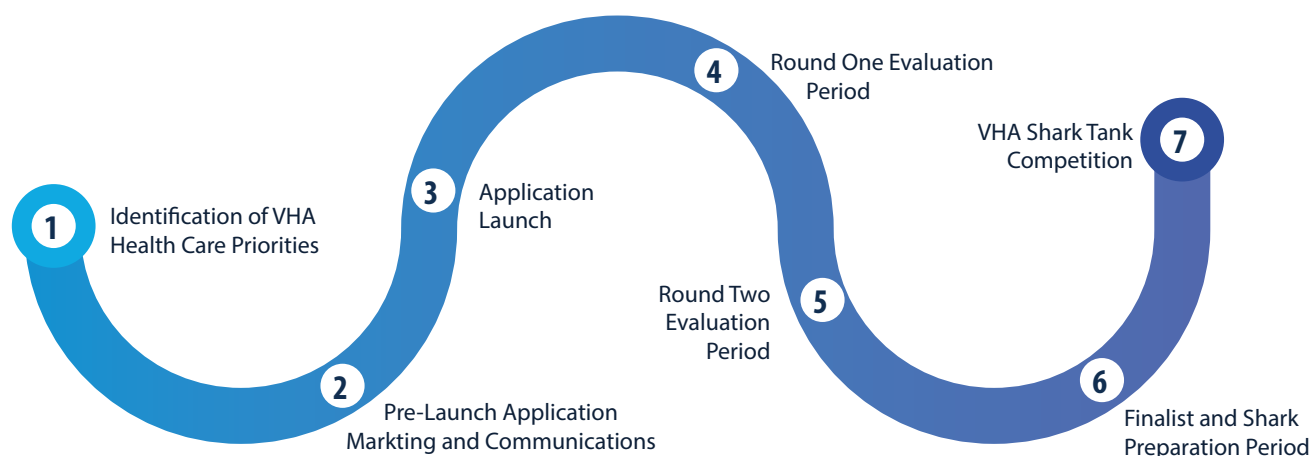 1
Identification of VHA
Health Care Priorities
2
Pre-Launch Application
Markting and Communications
3
Application
Launch
4
Round One Evaluation
Period
5
Round Two
Evaluation
Period
6
Finalist and Shark
Preparation Period
7
VHA Shark Tank
Competition